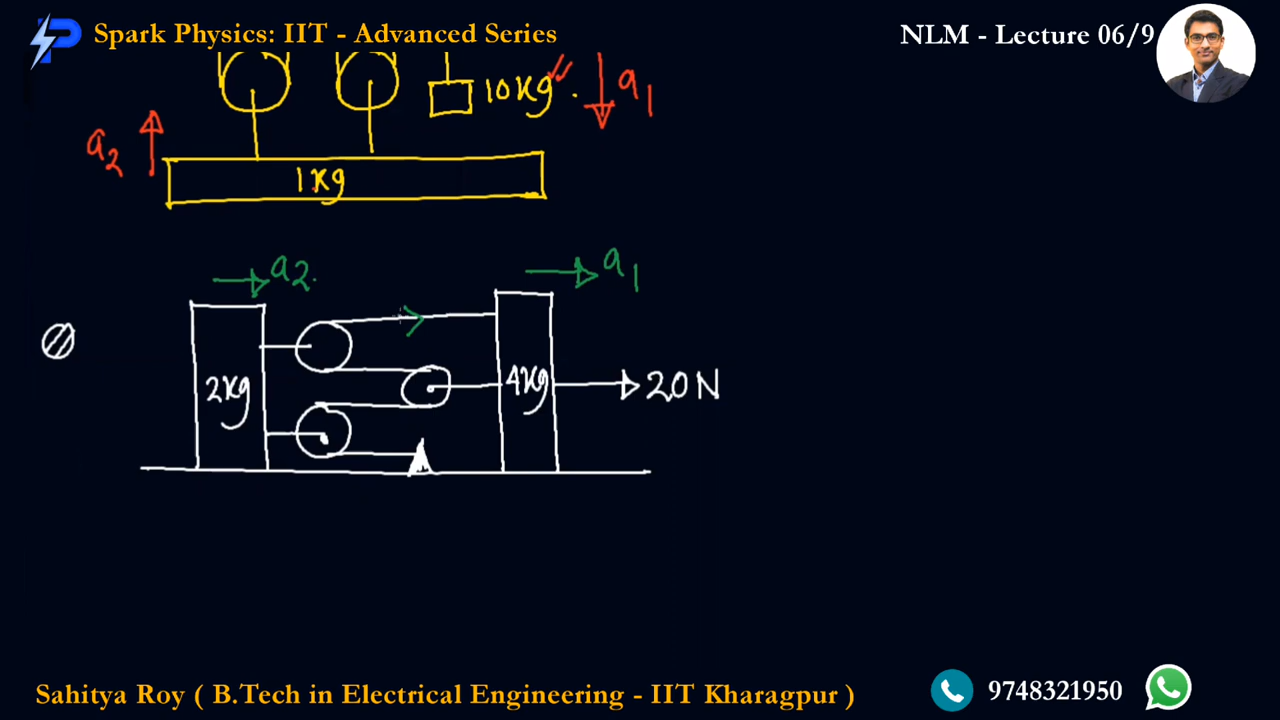 Spark Physics: IIT - Advanced Series
NLM - Lecture 06/9
10kg.
a1
a2
1kg
a2.
a1
2kg
4kg
20N
Sahitya Roy ( B.Tech in Electrical Engineering - IIT Kharagpur )
9748321950